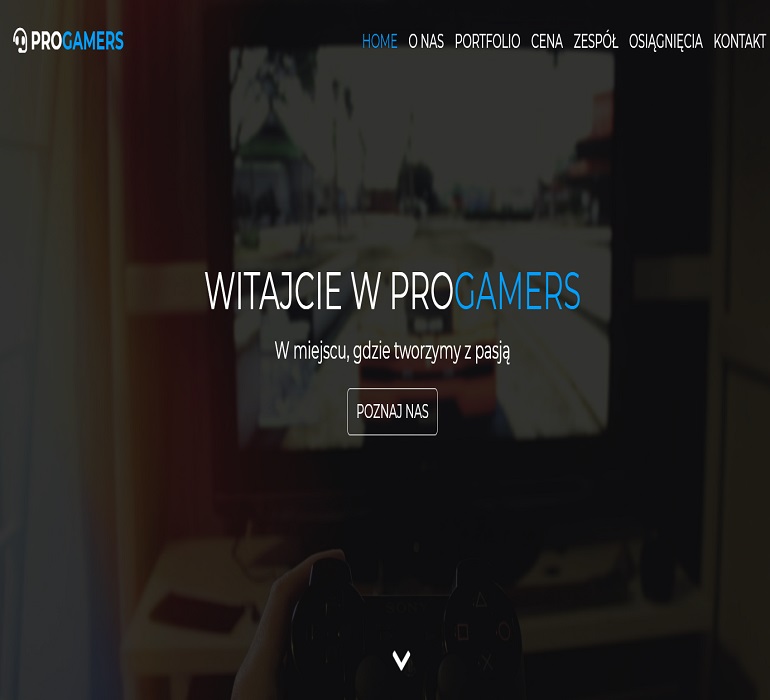 PROGAMERS
HOME O NAS PORTFOLIO CENA ZESPÓŁ OSIĄGNIĘCIA KONTAKT
WITAJCIE W PROGAMERS
W miejscu, gdzie tworzymy z pasją
POZNAJ NAS